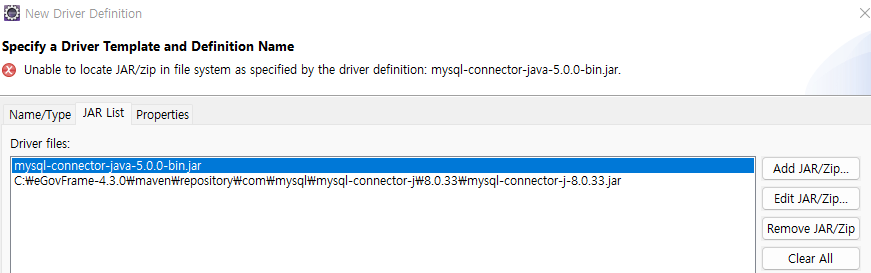 New Driver Definition
Specify a Driver Template and Definition Name
Unable to locate JAR/zip in file system as specified by the driver definition: mysql-connector-java-5.0.0-bin.jar.
Name/Type JAR List Properties
Driver files:
mysql-connector-java-5.0.0-bin.jar
C:₩eGovFrame-4.3.0₩maven₩repository₩com₩mysql₩mysql-connector-j₩8.0.33₩mysql-connector-j-8.0.33.jar
Add JAR/Zip...
Edit JAR/Zip...
Remove JAR/Zip
Clear All